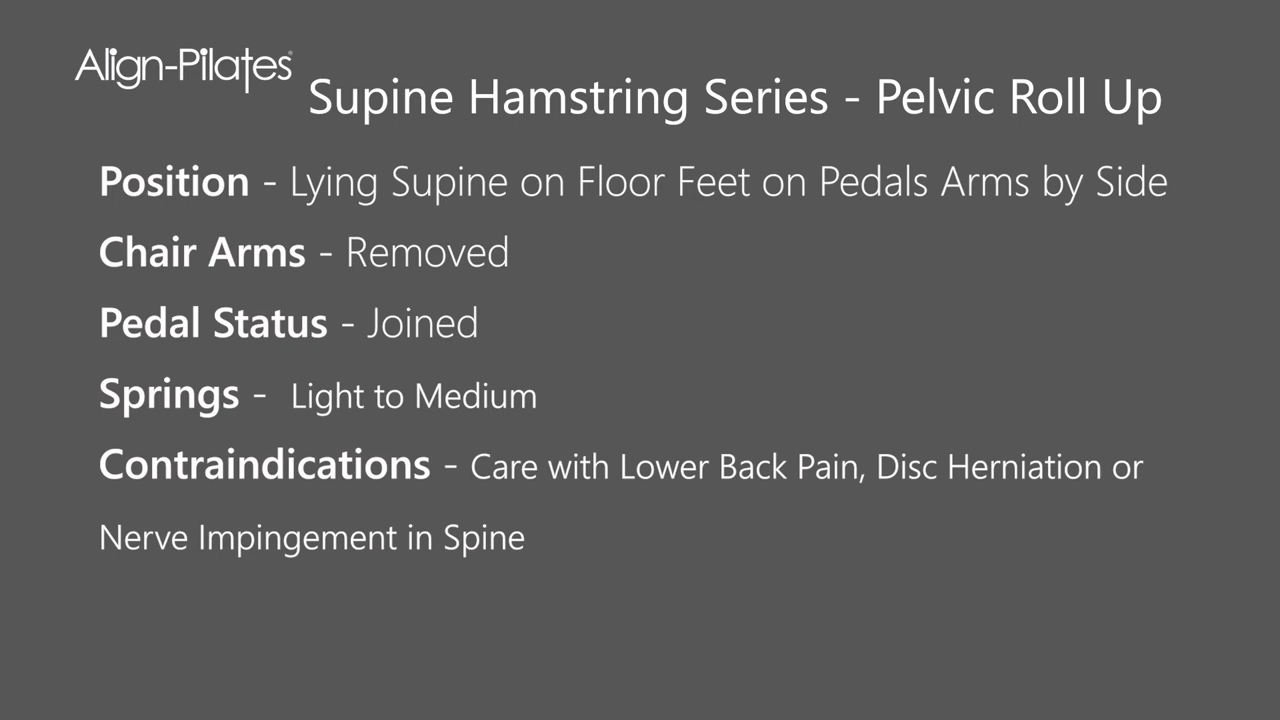 Align-Pilates®
Supine Hamstring Series - Pelvic Roll Up
Position - Lying Supine on Floor Feet on Pedals Arms by Side
Chair Arms - Removed
Pedal Status - Joined
Springs - Light to Medium
Contraindications - Care with Lower Back Pain, Disc Herniation or
Nerve Impingement in Spine